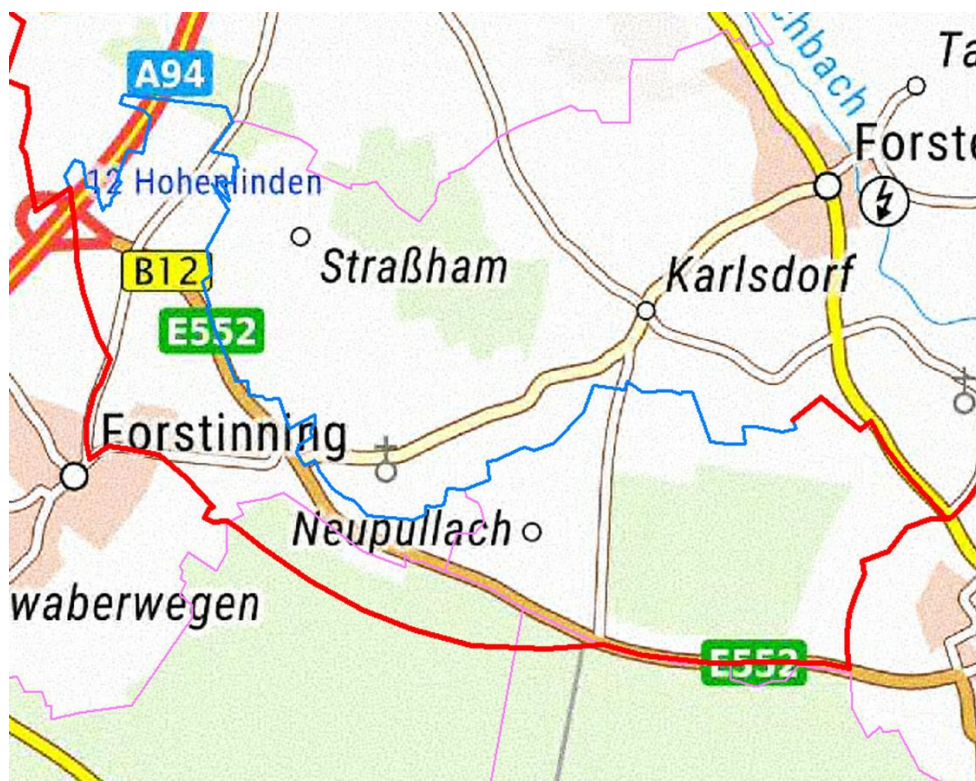 chbach
Ta
A94
Forste
12 Hohenlinden
Straßham
Karlsdorf
B12
E552
Forstinning
Neupullach
waberwegen
E552